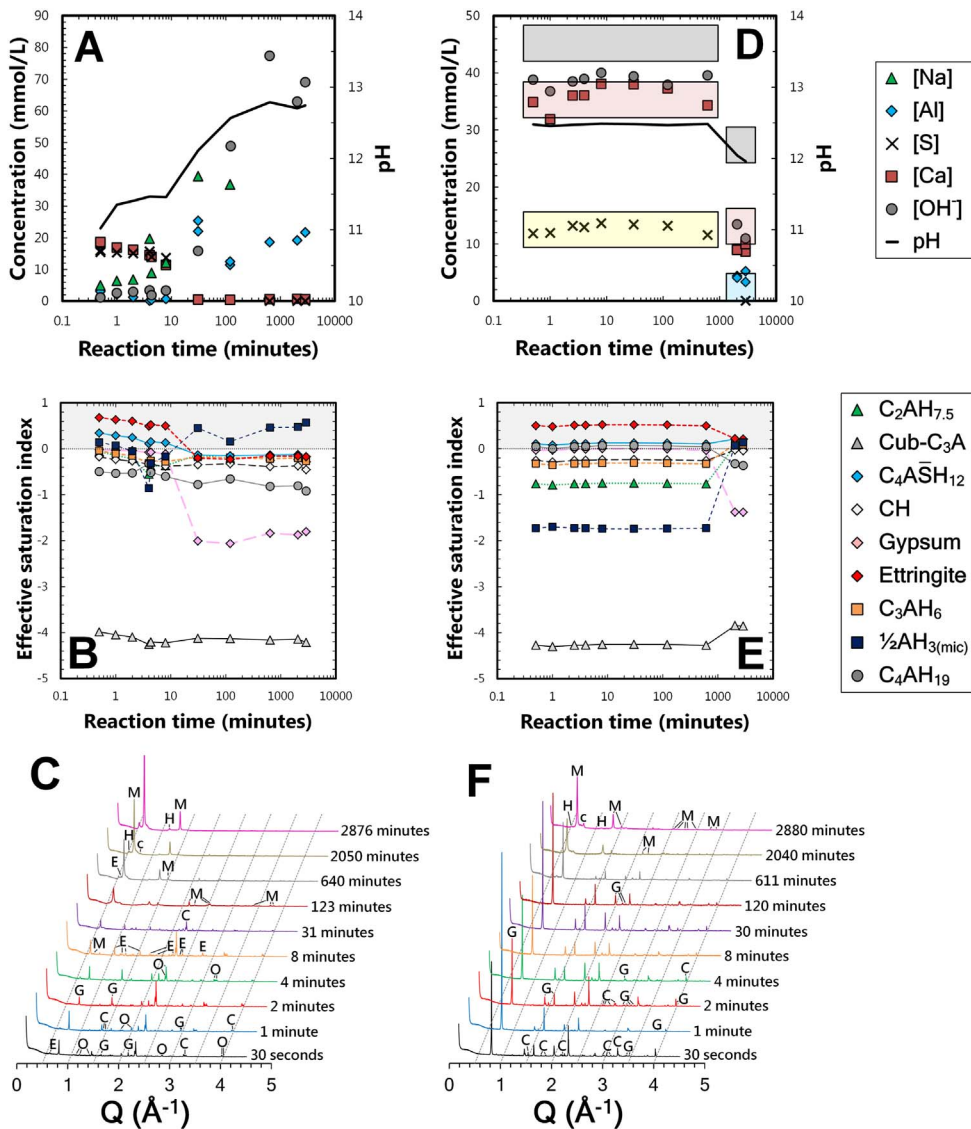 A
Concentration (mmol/L)
90
80
70
60
50
40
30
20
10
0
14
13
12
11
10
pH
0.1
1
10
100
1000
10000
Reaction time (minutes)
D
Concentration (mmol/L)
50
45
40
35
30
25
20
15
10
5
0
14
13
12
11
10
pH
0.1
1
10
100
1000
10000
Reaction time (minutes)
[Na]
[Al]
[S]
[Ca]
[OH⁻]
pH
B
Effective saturation index
1
0
-1
-2
-3
-4
-5
0.1
1
10
100
1000
10000
Reaction time (minutes)
E
Effective saturation index
1
0
-1
-2
-3
-4
-5
0.1
1
10
100
1000
10000
Reaction time (minutes)
C₂AH₇.₅
Cub-C₃A
C₄AS̅H₁₂
CH
Gypsum
Ettringite
C₃AH₆
½AH₃(mic)
C₄AH₁₉
C
M
H
M
2876 minutes
H
c
2050 minutes
E
M
640 minutes
M
M
123 minutes
C
31 minutes
M
E
E
E
E
8 minutes
O
O
4 minutes
G
G
2 minutes
C
O
G
C
1 minute
E
O
G
G
O
C
O
30 seconds
0
1
2
3
4
5
Q (Å⁻¹)
F
M
H
c
H
M
M
M
2880 minutes
M
2040 minutes
611 minutes
G
120 minutes
30 minutes
8 minutes
G
C
4 minutes
G
G
C
G
G
2 minutes
G
1 minute
C
C
C
C
C
G
30 seconds
0
1
2
3
4
5
Q (Å⁻¹)